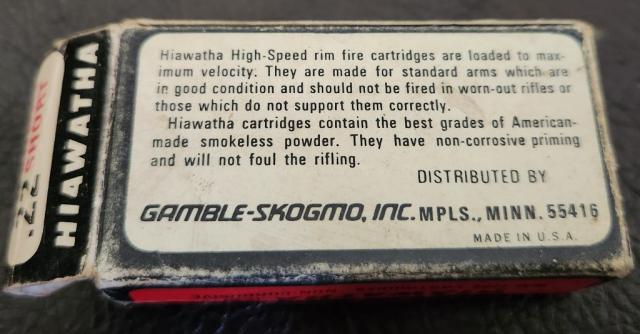 Hiawatha High-Speed rim fire cartridges are loaded to max-
imum velocity. They are made for standard arms which are
in good condition and should not be fired in worn-out rifles or
those which do not support them correctly.
Hiawatha cartridges contain the best grades of American-
made smokeless powder. They have non-corrosive priming
and will not foul the rifling.
DISTRIBUTED BY
GAMBLE-SKOGMO, INC. MPLS., MINN. 55416
MADE IN U.S.A.
.22 SHORT
HIAWATHA